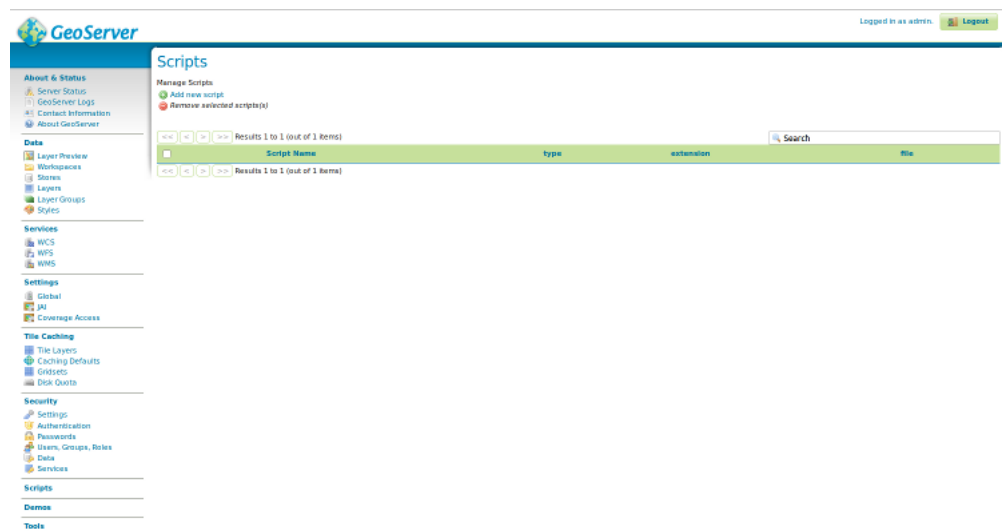 GeoServer
Logged in as admin.
Logout
About & Status
Server Status
GeoServer Logs
Contact Information
About GeoServer
Data
Layer Preview
Workspaces
Stores
Layers
Layer Groups
Styles
Services
WCS
WFS
WMS
Settings
Global
JAI
Coverage Access
Tile Caching
Tile Layers
Caching Defaults
Gridsets
Disk Quota
Security
Settings
Authentication
Passwords
Users, Groups, Roles
Data
Services
Scripts
Demos
Tools
Scripts
Manage Scripts
Add new script
Remove selected scripts(s)
<< < > >> Results 1 to 1 (out of 1 items)
Search
Script Name type extension file
<< < > >> Results 1 to 1 (out of 1 items)